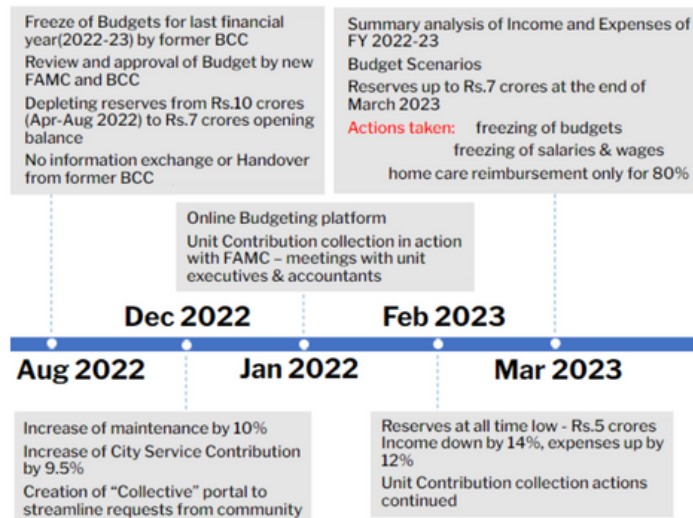 Freeze of Budgets for last financial
year(2022-23) by former BCC
Review and approval of Budget by new
FAMC and BCC
Depleting reserves from Rs.10 crores
(Apr-Aug 2022) to Rs.7 crores opening
balance
No information exchange or Handover
from former BCC
Summary analysis of Income and Expenses of
FY 2022-23
Budget Scenarios
Reserves up to Rs.7 crores at the end of
March 2023
Actions taken: freezing of budgets
freezing of salaries & wages
home care reimbursement only for 80%
Online Budgeting platform
Unit Contribution collection in action
with FAMC – meetings with unit
executives & accountants
Dec 2022
Feb 2023
Aug 2022
Jan 2022
Mar 2023
Increase of maintenance by 10%
Increase of City Service Contribution
by 9.5%
Creation of “Collective” portal to
streamline requests from community
Reserves at all time low - Rs.5 crores
Income down by 14%, expenses up by
12%
Unit Contribution collection actions
continued